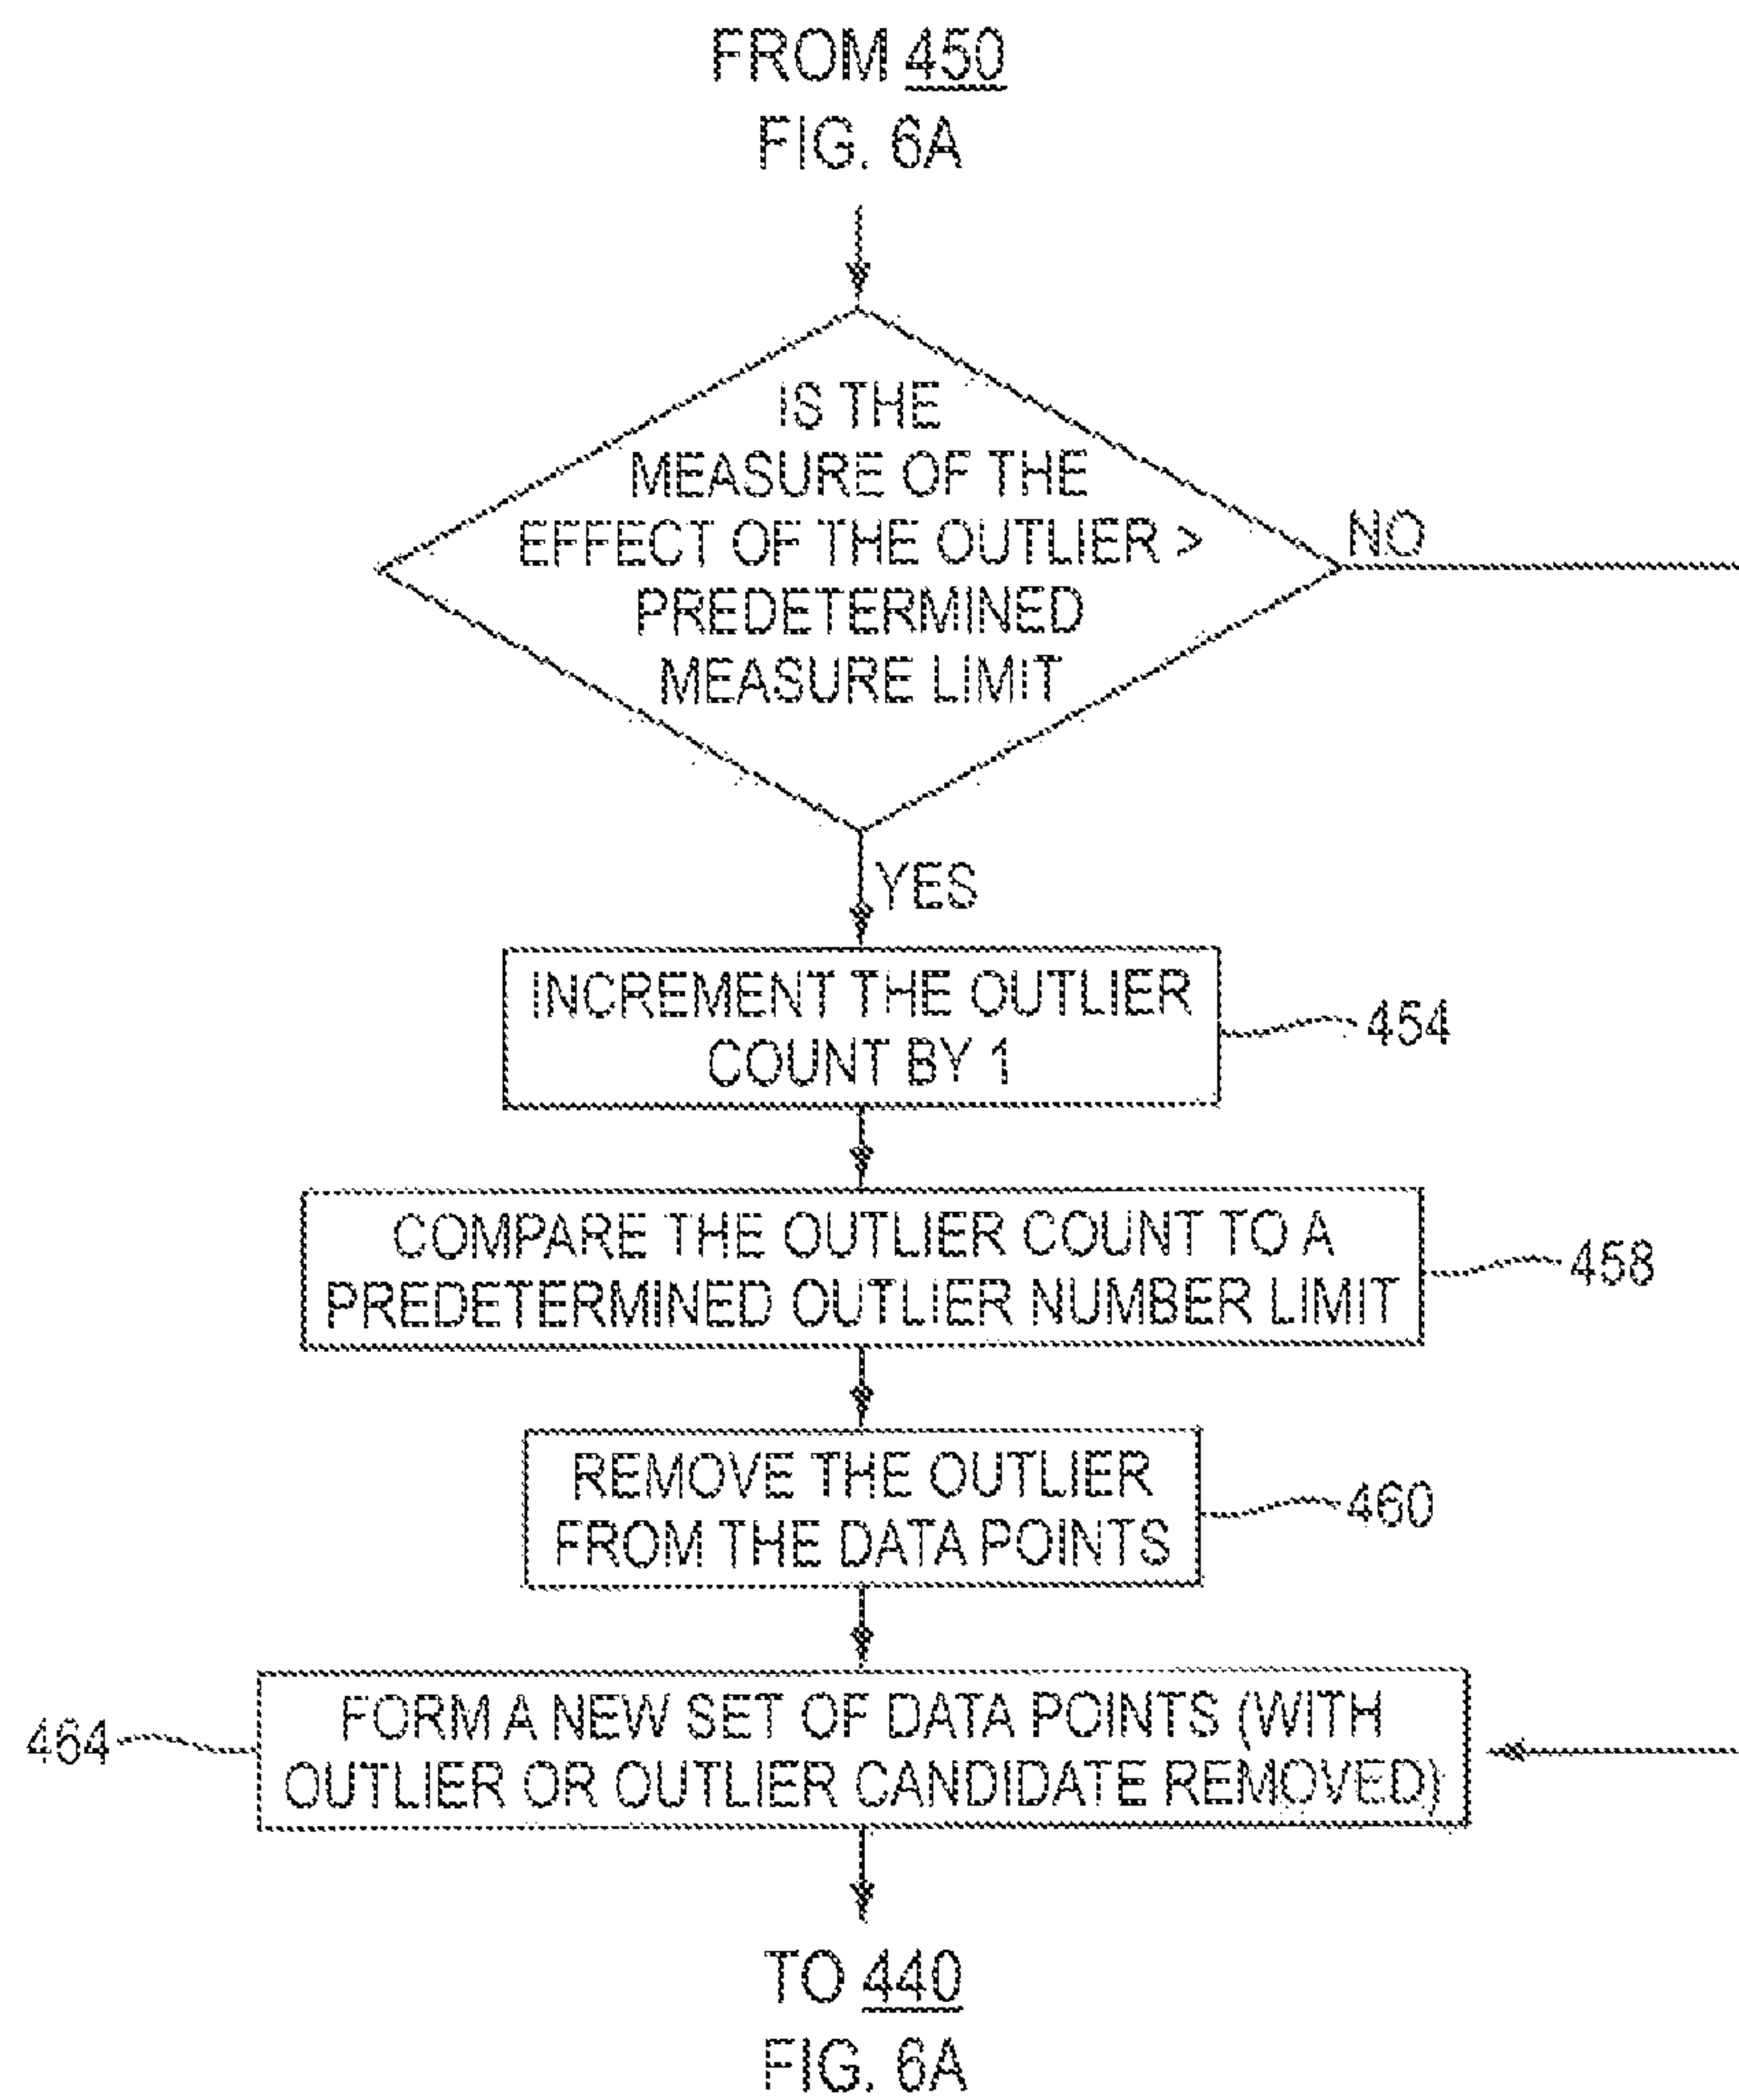 FROM 450
FIG. 6A
IS THE
MEASURE OF THE
EFFECT OF THE OUTLIER >
PREDETERMINED
MEASURE LIMIT
NO
YES
INCREMENT THE OUTLIER
COUNT BY 1
454
COMPARE THE OUTLIER COUNT TO A
PREDETERMINED OUTLIER NUMBER LIMIT
458
REMOVE THE OUTLIER
FROM THE DATA POINTS
460
464
FORM A NEW SET OF DATA POINTS (WITH
OUTLIER OR OUTLIER CANDIDATE REMOVED)
TO 440
FIG. 6A